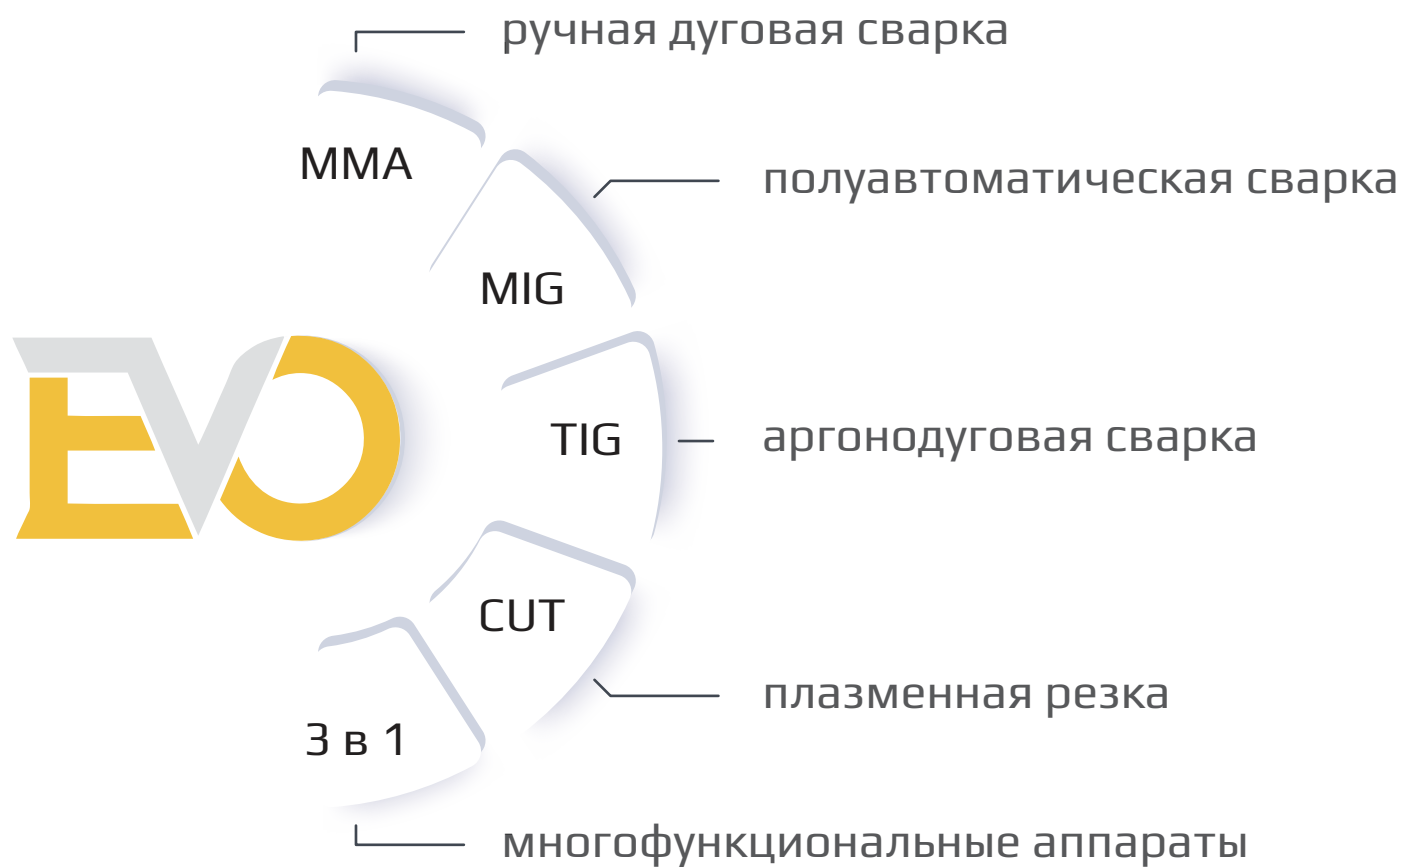 ручная дуговая сварка
MMA
полуавтоматическая сварка
MIG
EVO
TIG
аргонодуговая сварка
CUT
плазменная резка
3 в 1
многофункциональные аппараты